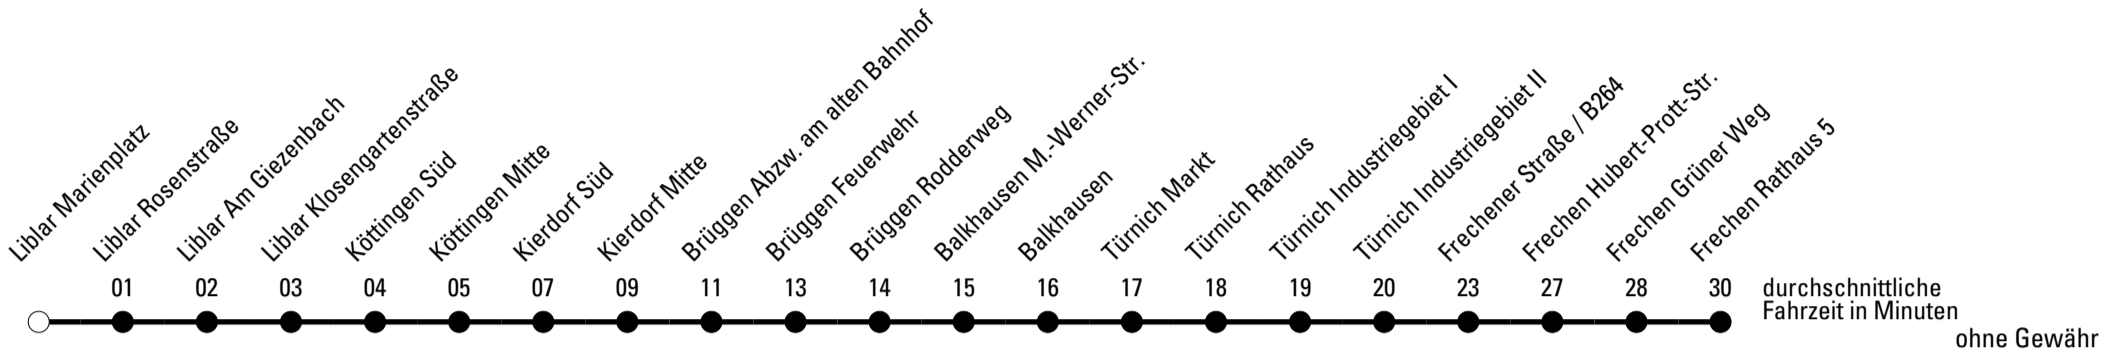 Liblar Marienplatz
Liblar Rosenstraße
Liblar Am Giezenbach
Liblar Klosengartenstraße
Köttingen Süd
Köttingen Mitte
Kierdorf Süd
Kierdorf Mitte
Brüggen Abzw. am alten Bahnhof
Brüggen Feuerwehr
Brüggen Rodderweg
Balkhausen M.-Werner-Str.
Balkhausen
Türnich Markt
Türnich Rathaus
Türnich Industriegebiet I
Türnich Industriegebiet II
Frechener Straße / B264
Frechen Hubert-Prott-Str.
Frechen Grüner Weg
Frechen Rathaus 5
01 02 03 04 05 07 09 11 13 14 15 16 17 18 19 20 23 27 28 30 durchschnittliche
Fahrzeit in Minuten
ohne Gewähr